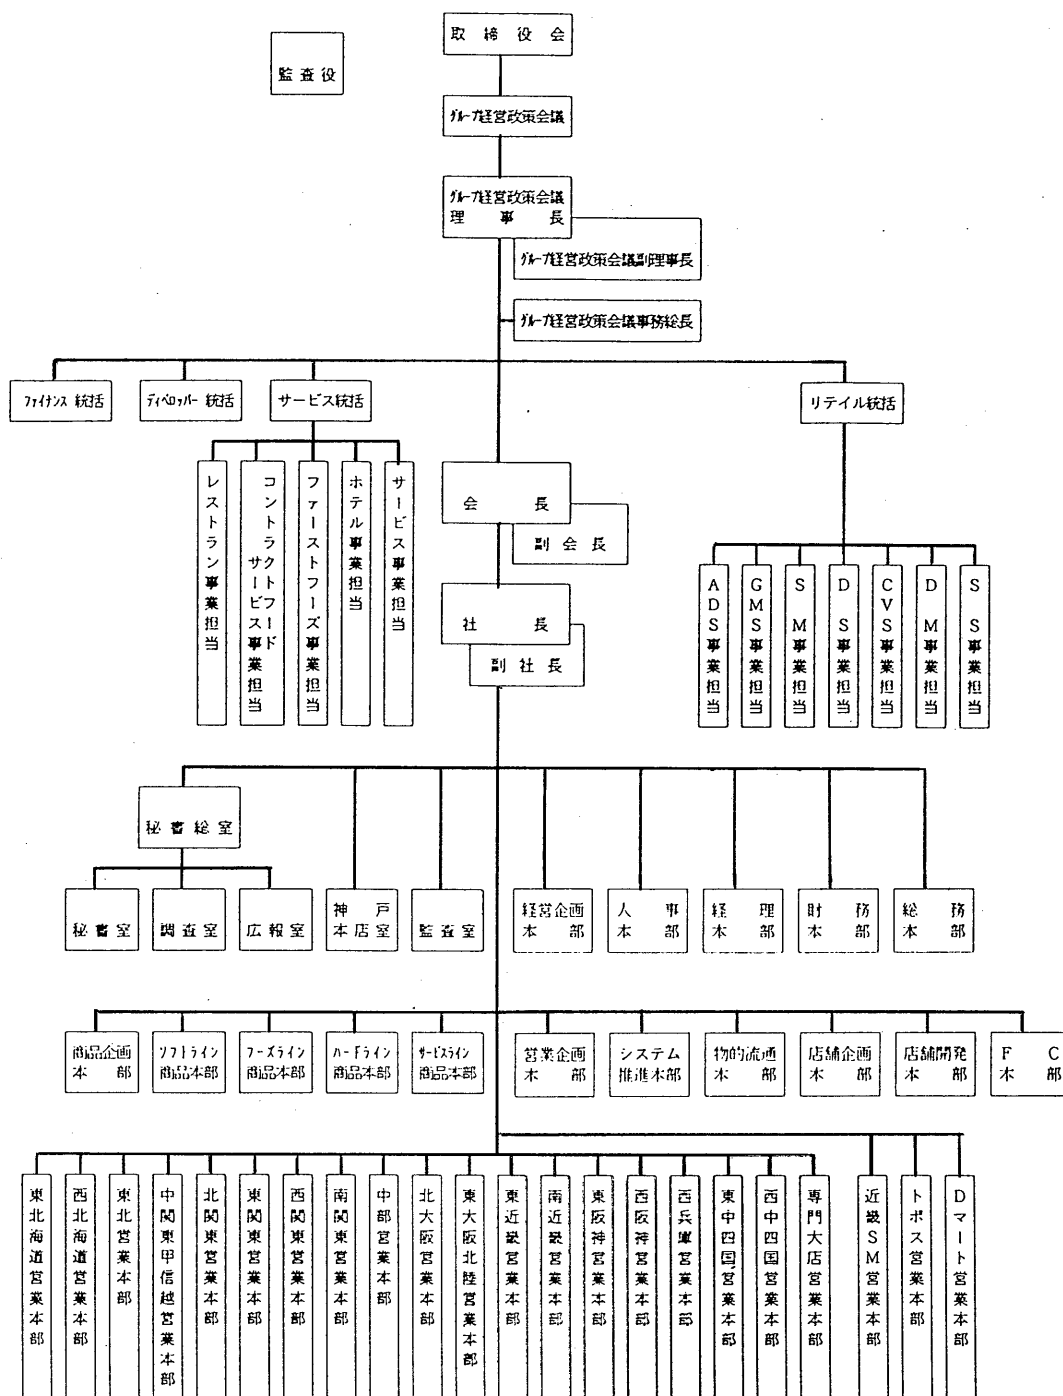 取締役会
監査役
グループ経営政策会議
グループ経営政策会議
理事長
グループ経営政策会議副理事長
グループ経営政策会議事務総長
ファイナンス 統括
ディベロッパー 統括
サービス統括
リテイル統括
レストラン事業担当
コントラクトフード
サービス事業担当
ファーストフーズ事業担当
ホテル事業担当
サービス事業担当
会長
副会長
社長
副社長
ADS事業担当
GMS事業担当
S M事業担当
D S事業担当
CVS事業担当
D M事業担当
S S事業担当
秘書総室
秘書室
調査室
広報室
神戸
本店室
監査室
経営企画
本部
人事
本部
経理
本部
財務
本部
総務
本部
商品企画
本部
ソフトライン
商品本部
フーズライン
商品本部
ハードライン
商品本部
サービスライン
商品本部
営業企画
本部
システム
推進本部
物的流通
本部
店舗企画
本部
店舗開発
本部
F C
本部
東北海道営業本部
西北海道営業本部
東北営業本部
中関東甲信越営業本部
北関東営業本部
東関東営業本部
西関東営業本部
南関東営業本部
中部営業本部
北大阪営業本部
東大阪北陸営業本部
東近畿営業本部
南近畿営業本部
東阪神営業本部
西阪神営業本部
西兵庫営業本部
東中四国営業本部
西中四国営業本部
専門大店営業本部
近畿SM営業本部
トポス営業本部
Dマート営業本部